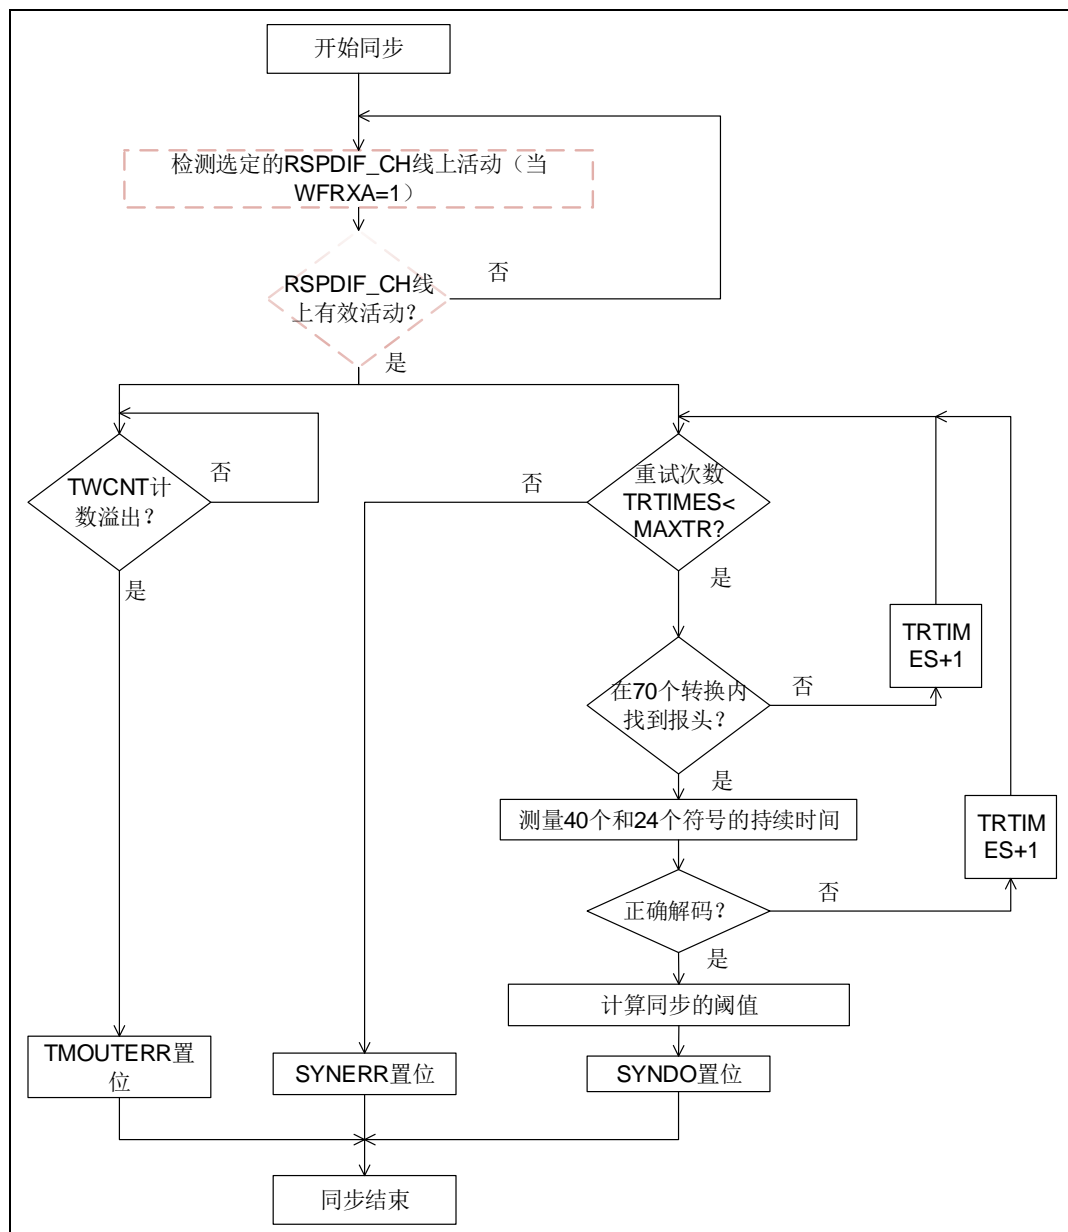 开始同步
检测选定的RSPDIF_CH线上活动（当
WFRXA=1）
RSPDIF_CH线
上有效活动？
否
是
TWCNT计
数溢出？
否
是
重试次数
TRTIMES<
MAXTR?
否
是
TRTIM
ES+1
在70个转换内
找到报头？
否
是
测量40个和24个符号的持续时间
TRTIM
ES+1
正确解码？
否
是
计算同步的阈值
TMOUTERR置
位
SYNERR置位
SYNDO置位
同步结束